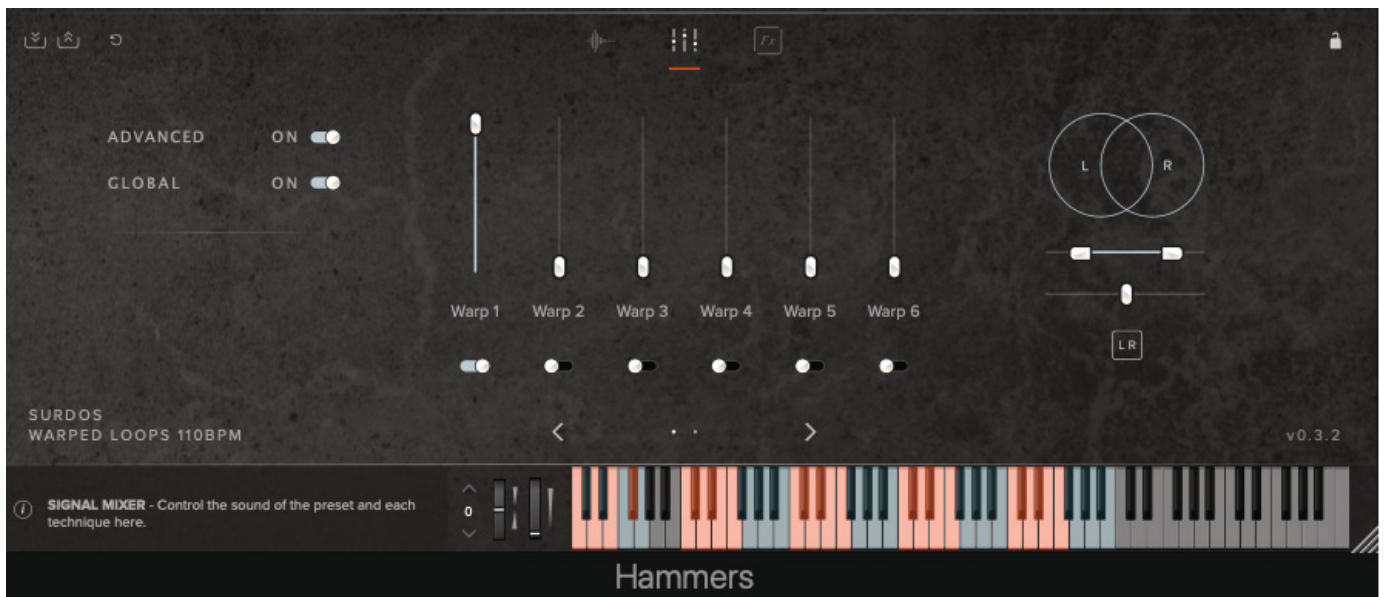 Fx
ADVANCED ON
GLOBAL ON
L R
Warp 1 Warp 2 Warp 3 Warp 4 Warp 5 Warp 6
LR
SURDOS
WARPED LOOPS 110BPM
v0.3.2
i SIGNAL MIXER - Control the sound of the preset and each
technique here.
0
Hammers